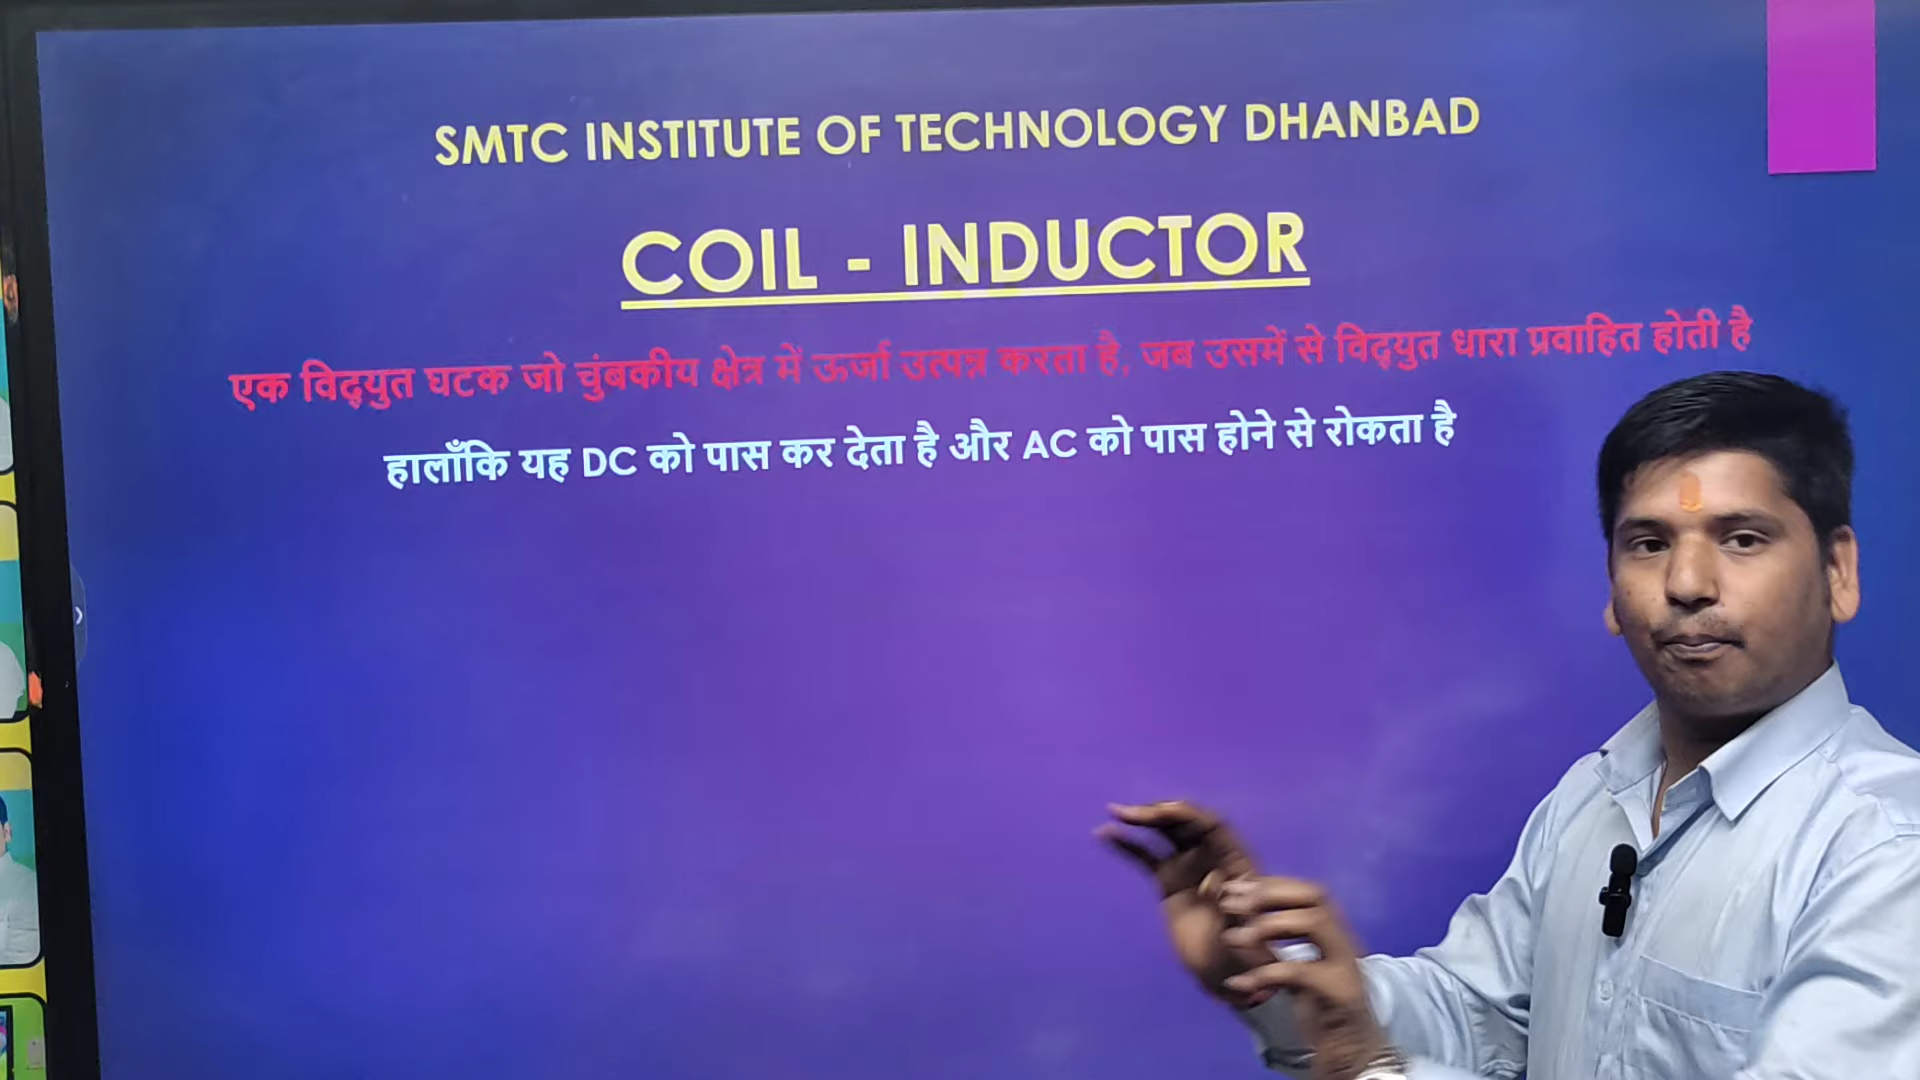 SMTC INSTITUTE OF TECHNOLOGY DHANBAD
COIL - INDUCTOR
एक विद्युत घटक जो चुंबकीय क्षेत्र में ऊर्जा उत्पन्न करता है, जब उसमें से विद्युत धारा प्रवाहित होती है
हालाँकि यह DC को पास कर देता है और AC को पास होने से रोकता है